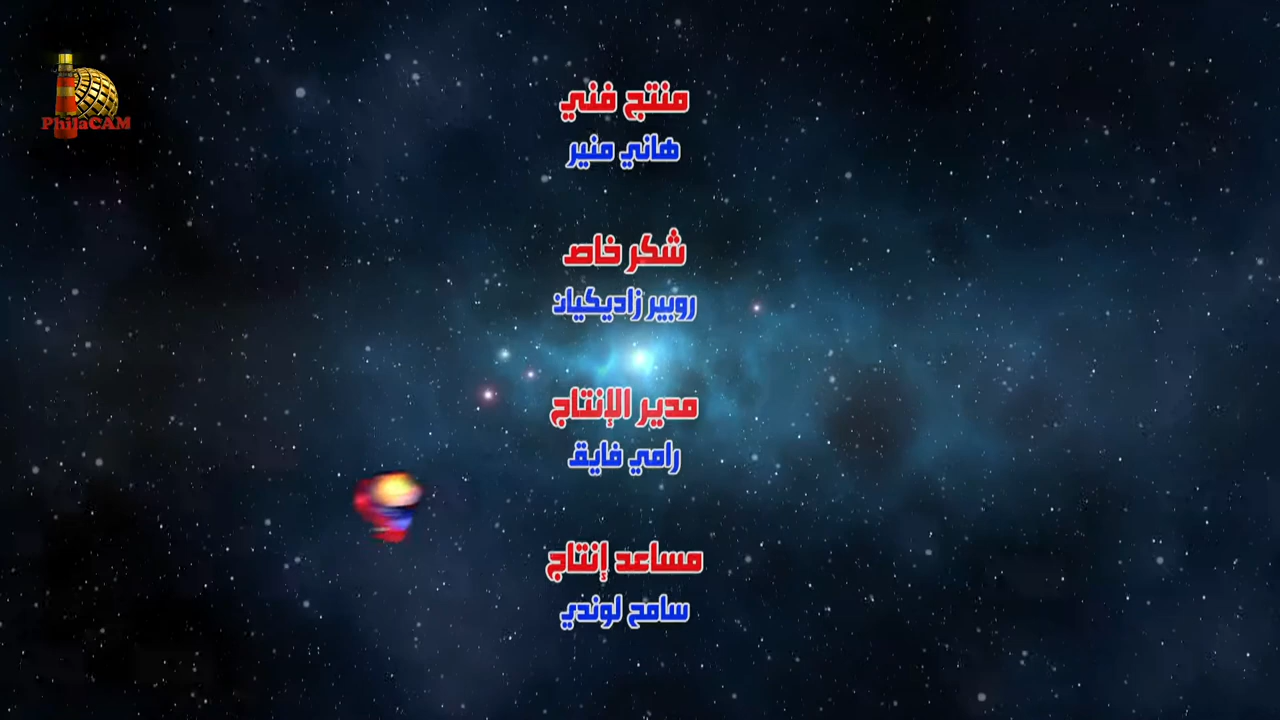 PhilaCAM
منتج فني
هاني منير
شكر خاص
روبير زاديكيان
مدير الإنتاج
رامي فايق
مساعد إنتاج
سامح لوندي